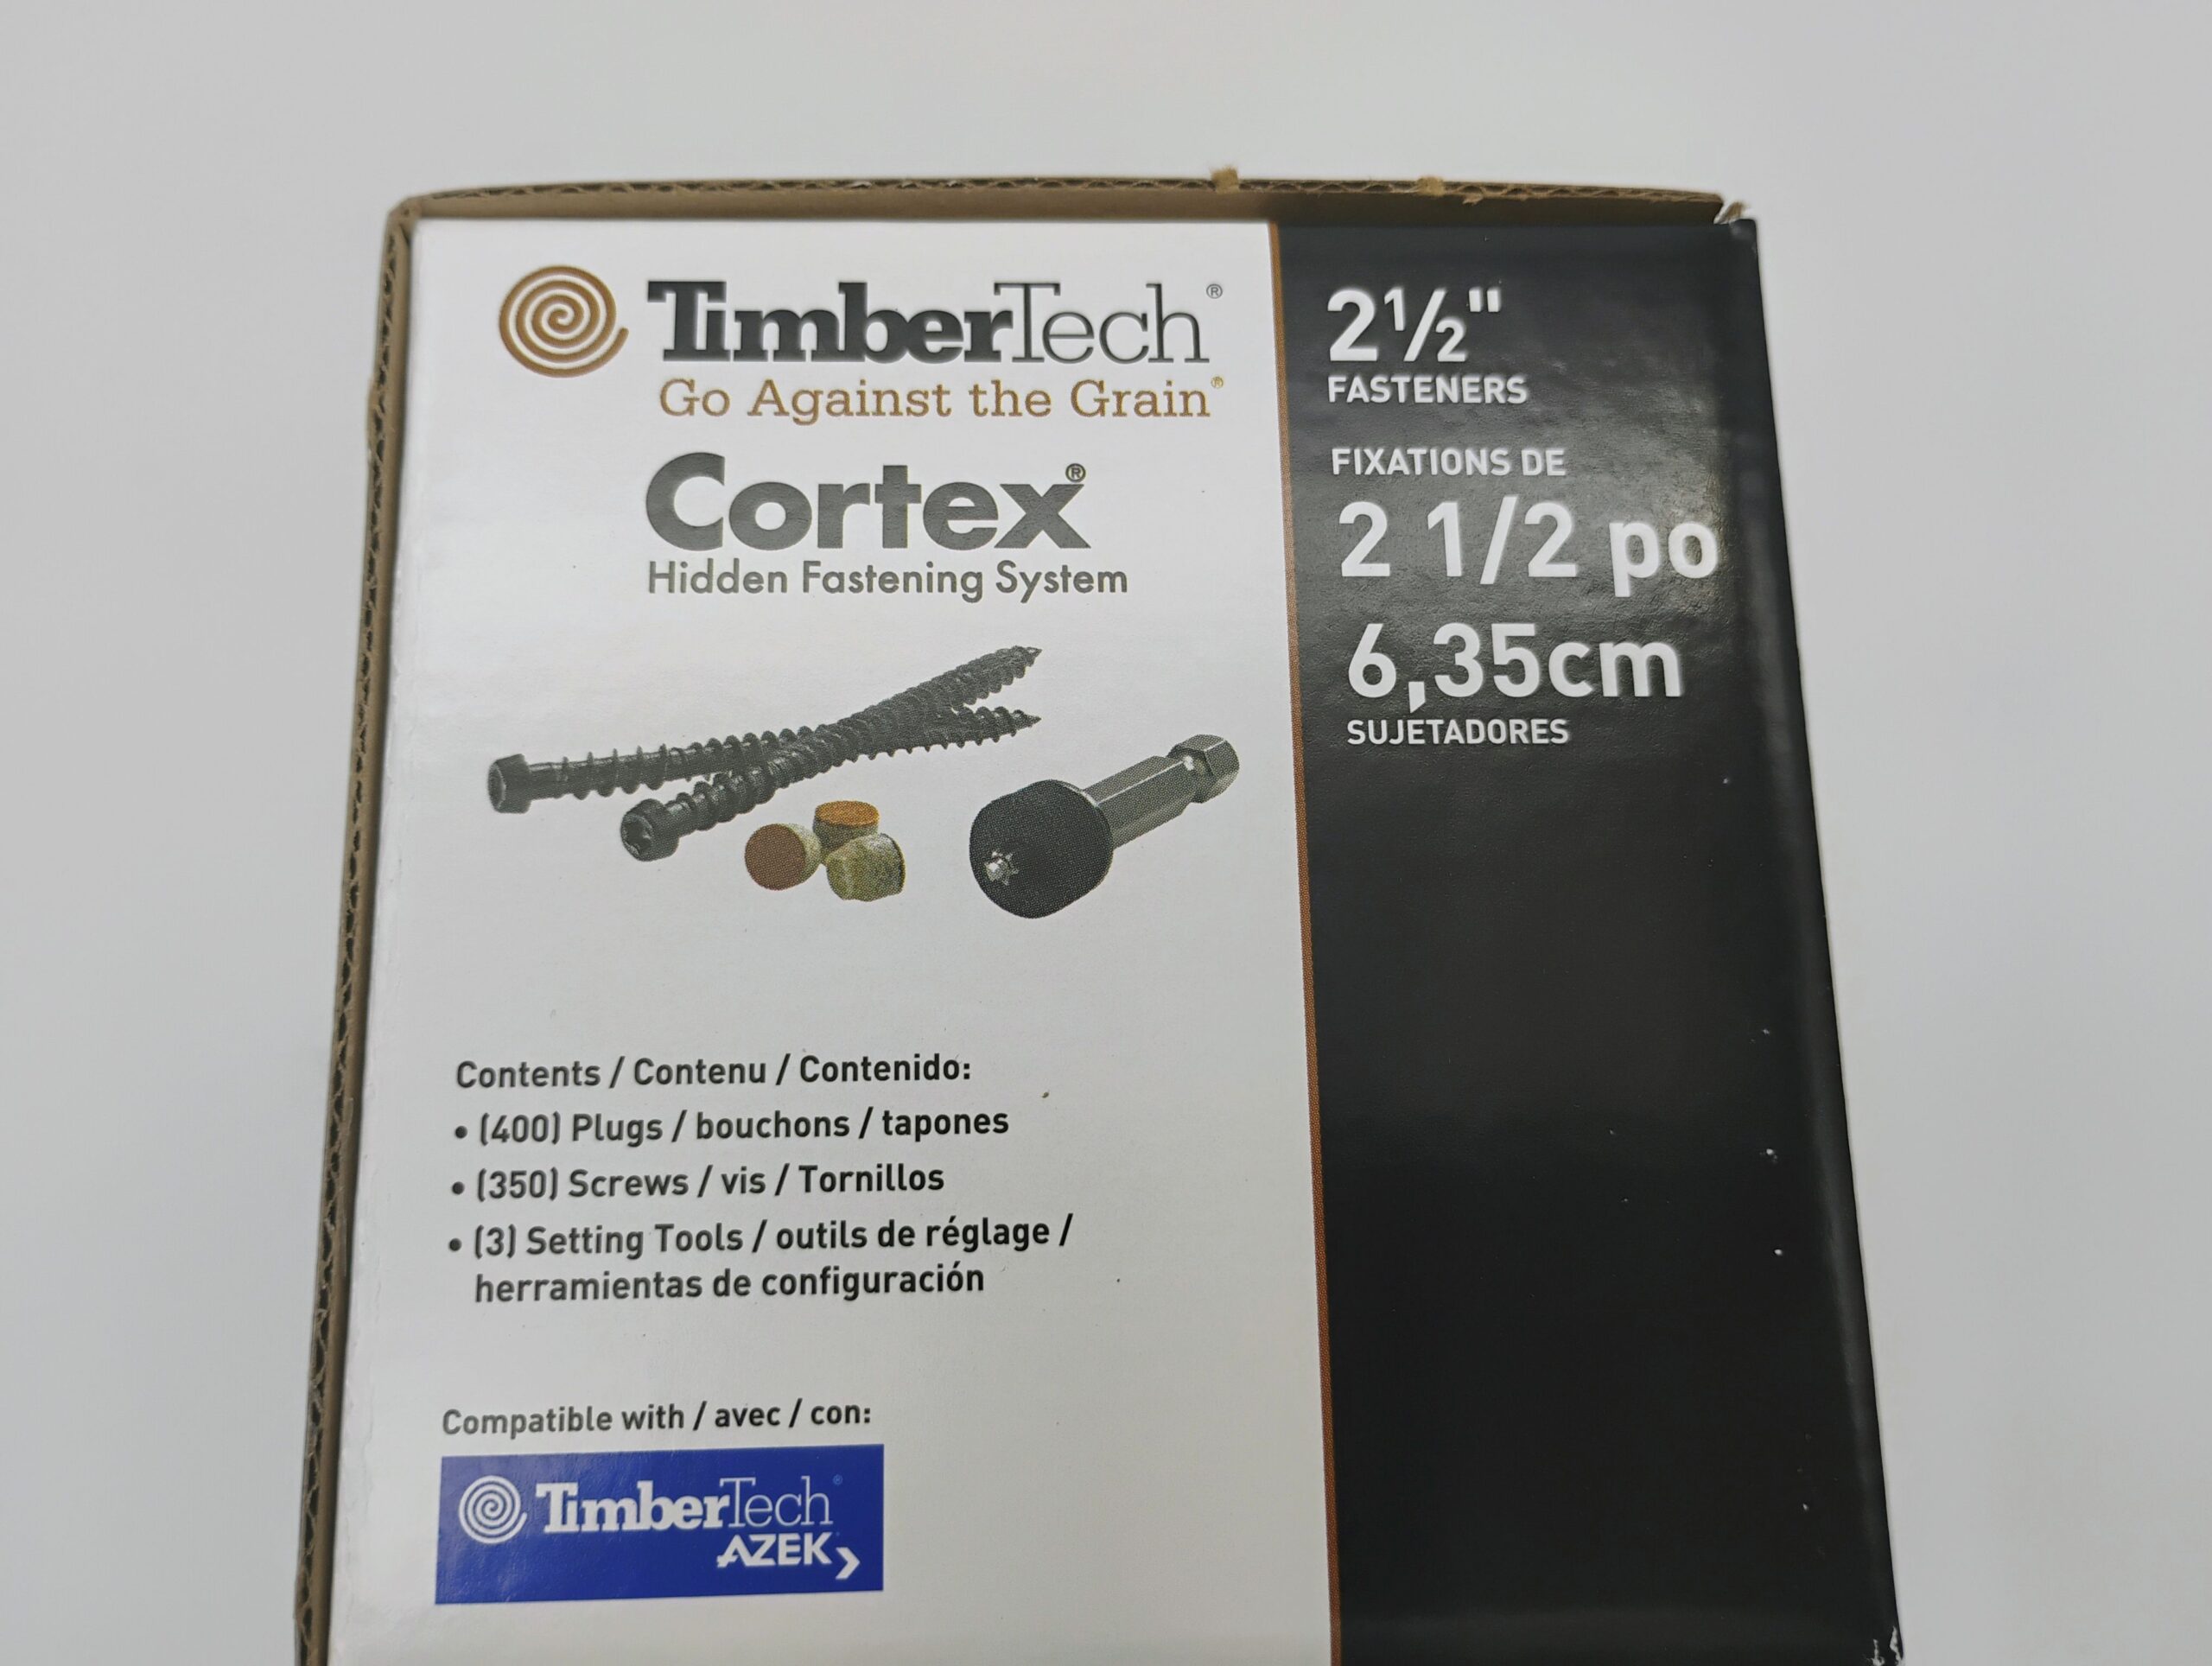 TimberTech®
Go Against the Grain®
Cortex®
Hidden Fastening System
Contents / Contenu / Contenido:
• (400) Plugs / bouchons / tapones
• (350) Screws / vis / Tornillos
• (3) Setting Tools / outils de réglage /
herramientas de configuración
Compatible with / avec / con:
TimberTech®
AZEK
2½"
FASTENERS
FIXATIONS DE
2 1/2 po
6,35cm
SUJETADORES